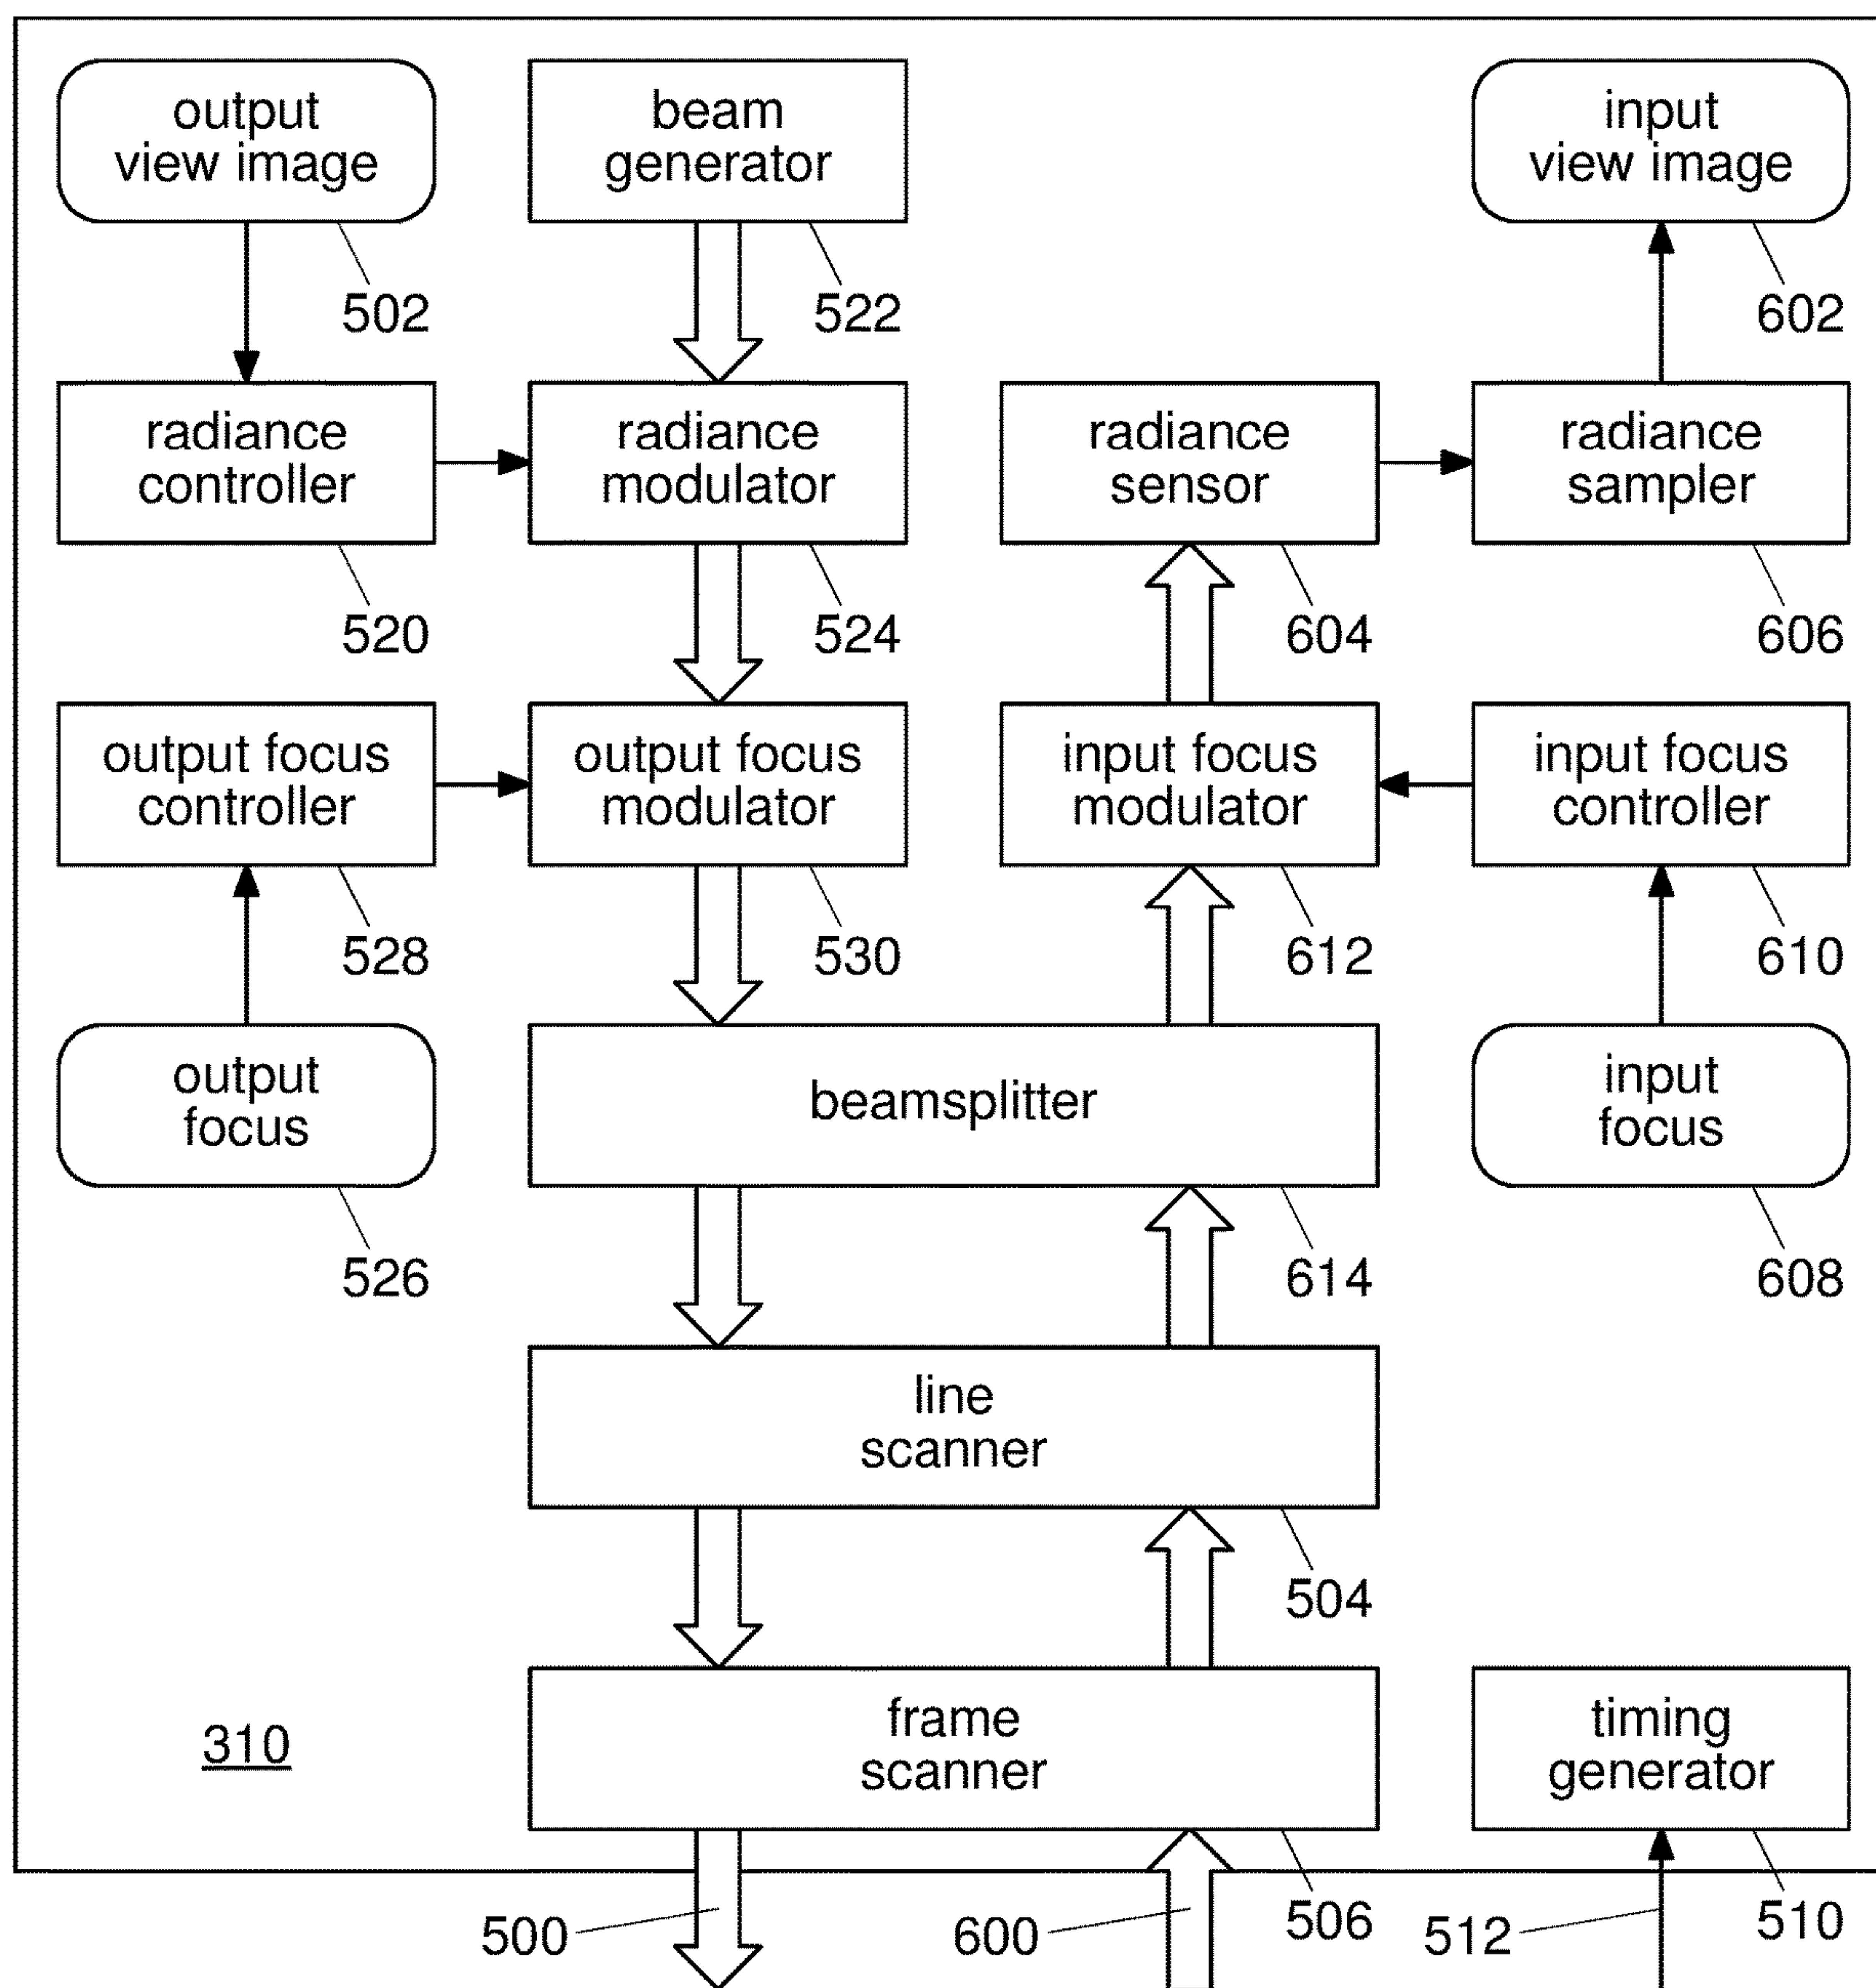 output
view image
beam
generator
input
view image
502
522
602
radiance
controller
radiance
modulator
radiance
sensor
radiance
sampler
520
524
604
606
output focus
controller
output focus
modulator
input focus
modulator
input focus
controller
528
530
612
610
output
focus
beamsplitter
input
focus
526
614
608
line
scanner
504
frame
scanner
timing
generator
310
500
600
506
512
510